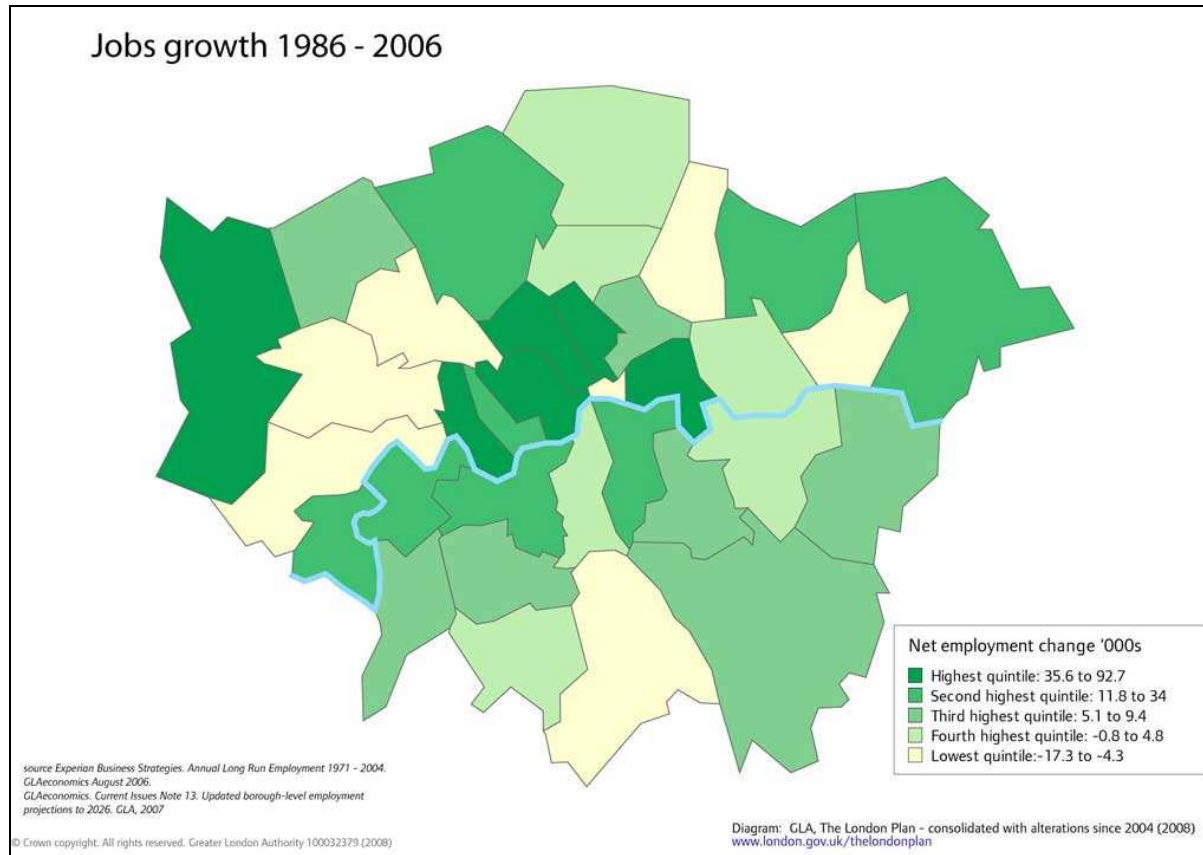 Jobs growth 1986 - 2006
Net employment change '000s
Highest quintile: 35.6 to 92.7
Second highest quintile: 11.8 to 34
Third highest quintile: 5.1 to 9.4
Fourth highest quintile: -0.8 to 4.8
Lowest quintile:-17.3 to -4.3
source Experian Business Strategies. Annual Long Run Employment 1971 - 2004.
GLAeconomics August 2006.
GLAeconomics. Current Issues Note 13. Updated borough-level employment
projections to 2026. GLA, 2007
© Crown copyright. All rights reserved. Greater London Authority 100032379 (2008)
Diagram: GLA, The London Plan - consolidated with alterations since 2004 (2008)
www.london.gov.uk/thelondonplan